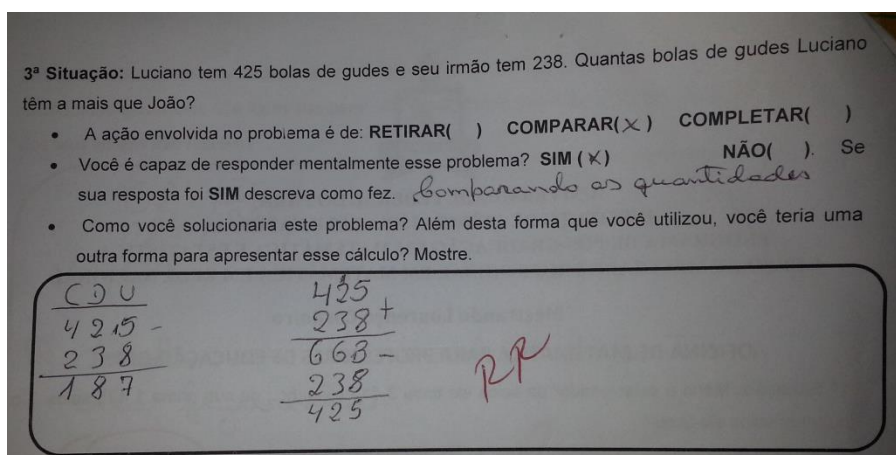 3ª Situação: Luciano tem 425 bolas de gudes e seu irmão tem 238. Quantas bolas de gudes Luciano
têm a mais que João?
• A ação envolvida no problema é de: RETIRAR( ) COMPARAR(X) COMPLETAR( )
• Você é capaz de responder mentalmente esse problema? SIM (X) NÃO( ). Se
sua resposta foi SIM descreva como fez. Comparando as quantidades
• Como você solucionaria este problema? Além desta forma que você utilizou, você teria uma
outra forma para apresentar esse cálculo? Mostre.
C D U 425
425 - 238 +
238 663 -
187 238
425
RR